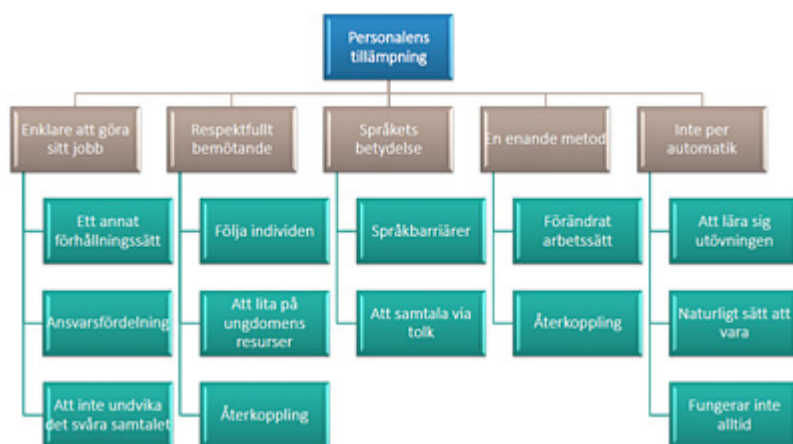 Personalens
tillämpning
Enklare att göra
sitt jobb
Respektfullt
bemötande
Språkets
betydelse
En enande metod
Inte per
automatik
Ett annat
förhållningssätt
Följa individen
Språkbarriärer
Förändrat
arbetssätt
Att lära sig
utövningen
Ansvarsfördelning
Att lita på
ungdomens
resurser
Att samtala via
tolk
Återkoppling
Naturligt sätt att
vara
Att inte undvika
det svåra samtalet
Återkoppling
Fungerar inte
alltid